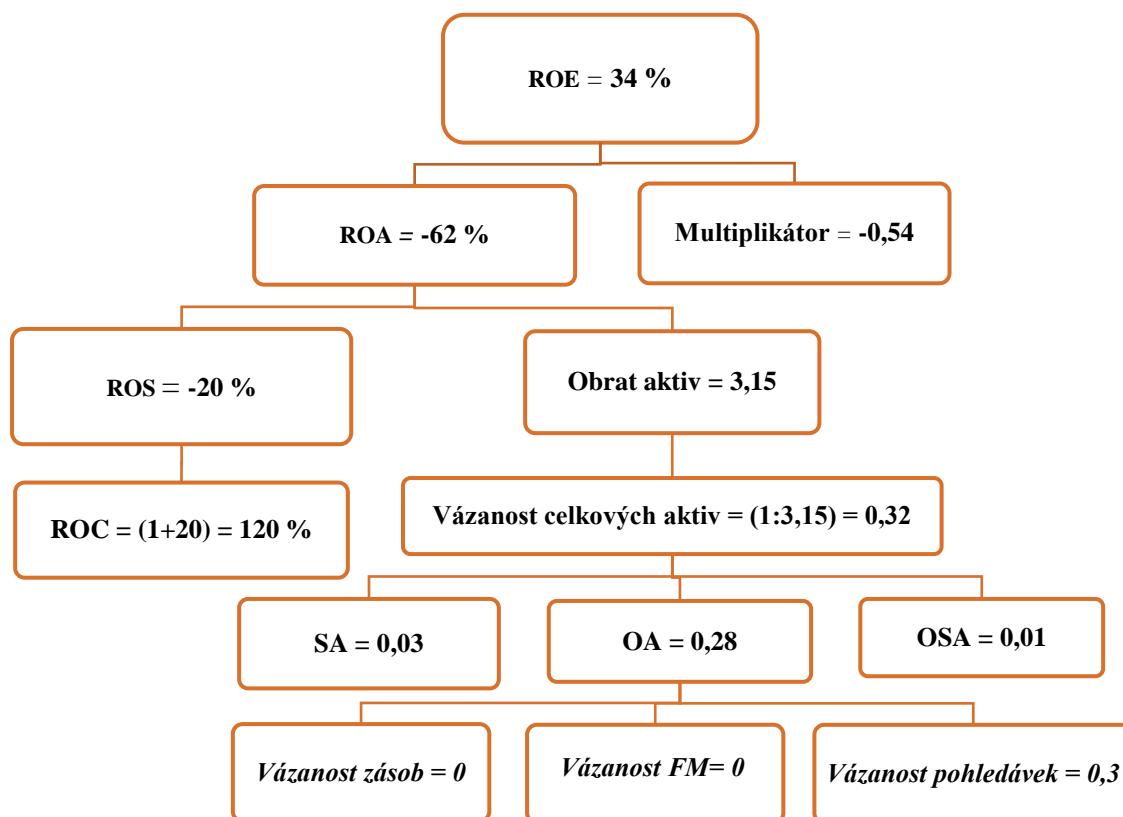 ROE = 34 %
ROA = -62 %
Multiplikátor = -0,54
ROS = -20 %
Obrat aktiv = 3,15
ROC = (1+20) = 120 %
Vázanost celkových aktiv = (1:3,15) = 0,32
SA = 0,03
OA = 0,28
OSA = 0,01
Vázanost zásob = 0
Vázanost FM= 0
Vázanost pohledávek = 0,3